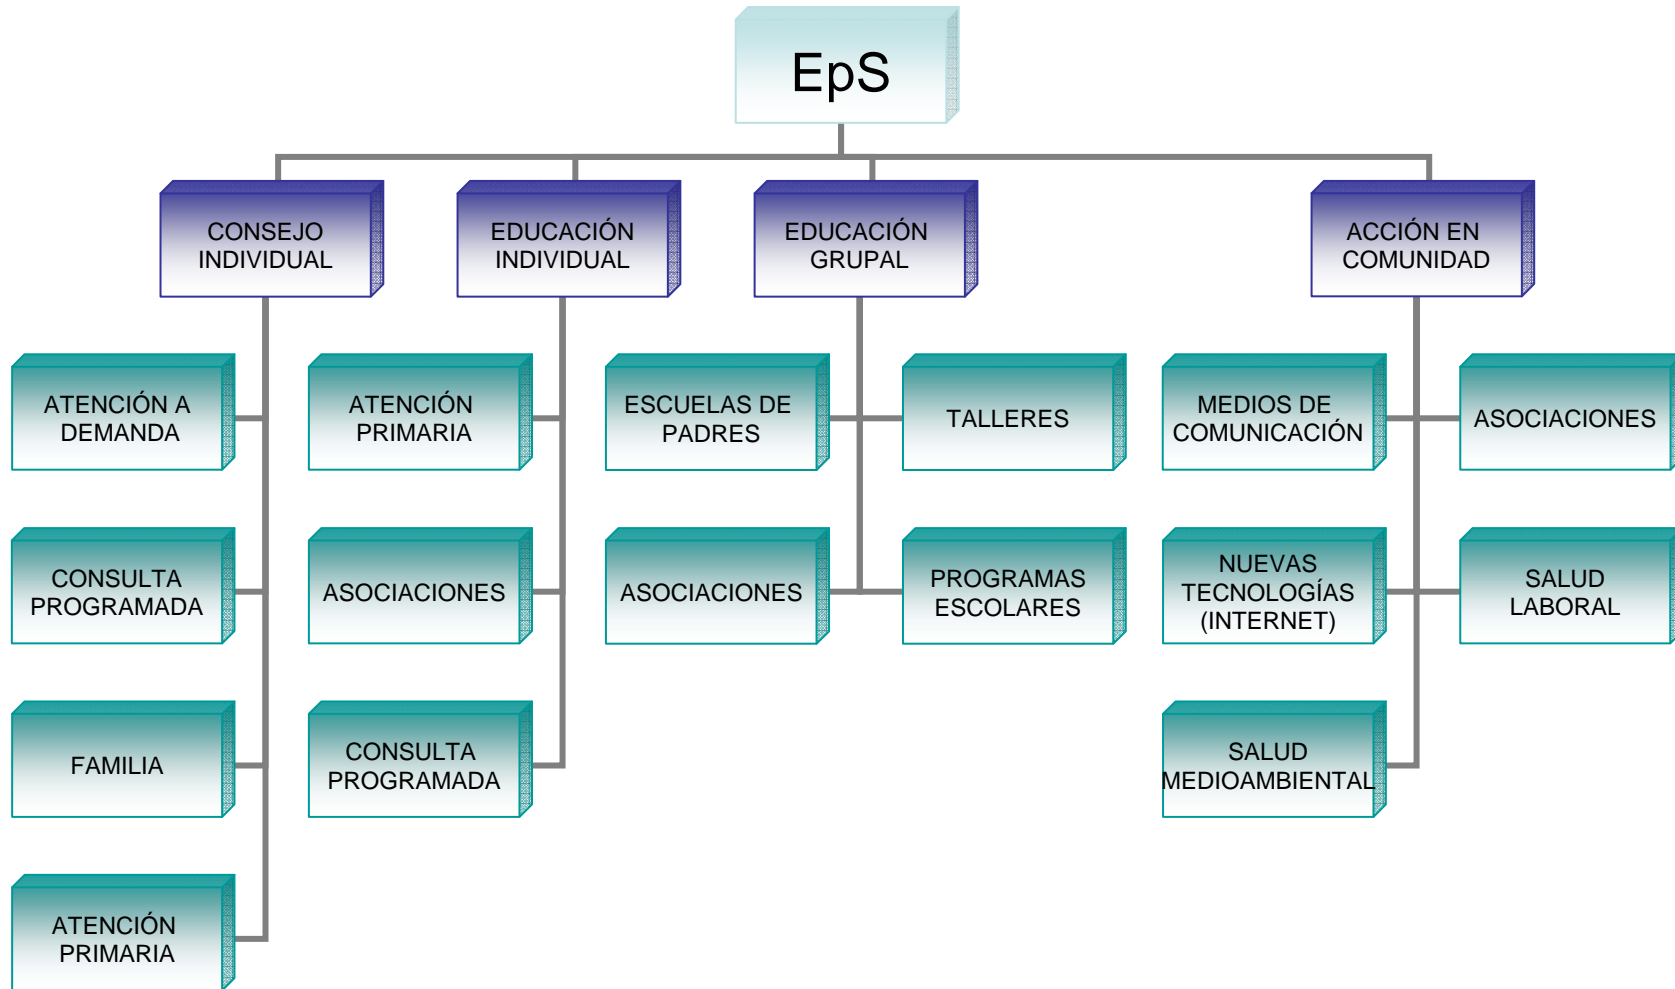 EpS
CONSEJO
INDIVIDUAL
EDUCACIÓN
INDIVIDUAL
EDUCACIÓN
GRUPAL
ACCIÓN EN
COMUNIDAD
ATENCIÓN A
DEMANDA
ATENCIÓN
PRIMARIA
ESCUELAS DE
PADRES
TALLERES
MEDIOS DE
COMUNICACIÓN
ASOCIACIONES
CONSULTA
PROGRAMADA
ASOCIACIONES
ASOCIACIONES
PROGRAMAS
ESCOLARES
NUEVAS
TECNOLOGÍAS
(INTERNET)
SALUD
LABORAL
FAMILIA
CONSULTA
PROGRAMADA
SALUD
MEDIOAMBIENTAL
ATENCIÓN
PRIMARIA